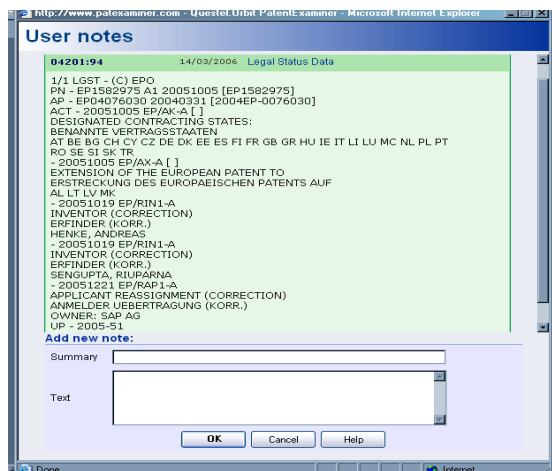 http://www.patexaminer.com - Questel.Orbit PatentExaminer - Microsoft Internet Explorer
User notes
04201:94 14/03/2006 Legal Status Data
1/1 LGST - (C) EPO
PN - EP1582975 A1 20051005 [EP1582975]
AP - EP04076030 20040331 [2004EP-0076030]
ACT - 20051005 EP/AK-A [ ]
DESIGNATED CONTRACTING STATES:
BENANNTE VERTRAGSSTAATEN
AT BE BG CH CY CZ DE DK EE ES FI FR GB GR HU IE IT LI LU MC NL PL PT
RO SE SI SK TR
- 20051005 EP/AX-A [ ]
EXTENSION OF THE EUROPEAN PATENT TO
ERSTRECKUNG DES EUROPAEISCHEN PATENTS AUF
AL LT LV MK
- 20051019 EP/RIN1-A
INVENTOR (CORRECTION)
ERFINDER (KORR.)
HENKE, ANDREAS
- 20051019 EP/RIN1-A
INVENTOR (CORRECTION)
ERFINDER (KORR.)
SENGUPTA, RIUPARNA
- 20051221 EP/RAP1-A
APPLICANT REASSIGNMENT (CORRECTION)
ANMELDER UEBERTRAGUNG (KORR.)
OWNER: SAP AG
UP - 2005-51
Add new note:
Summary
Text
OK Cancel Help
Done Internet